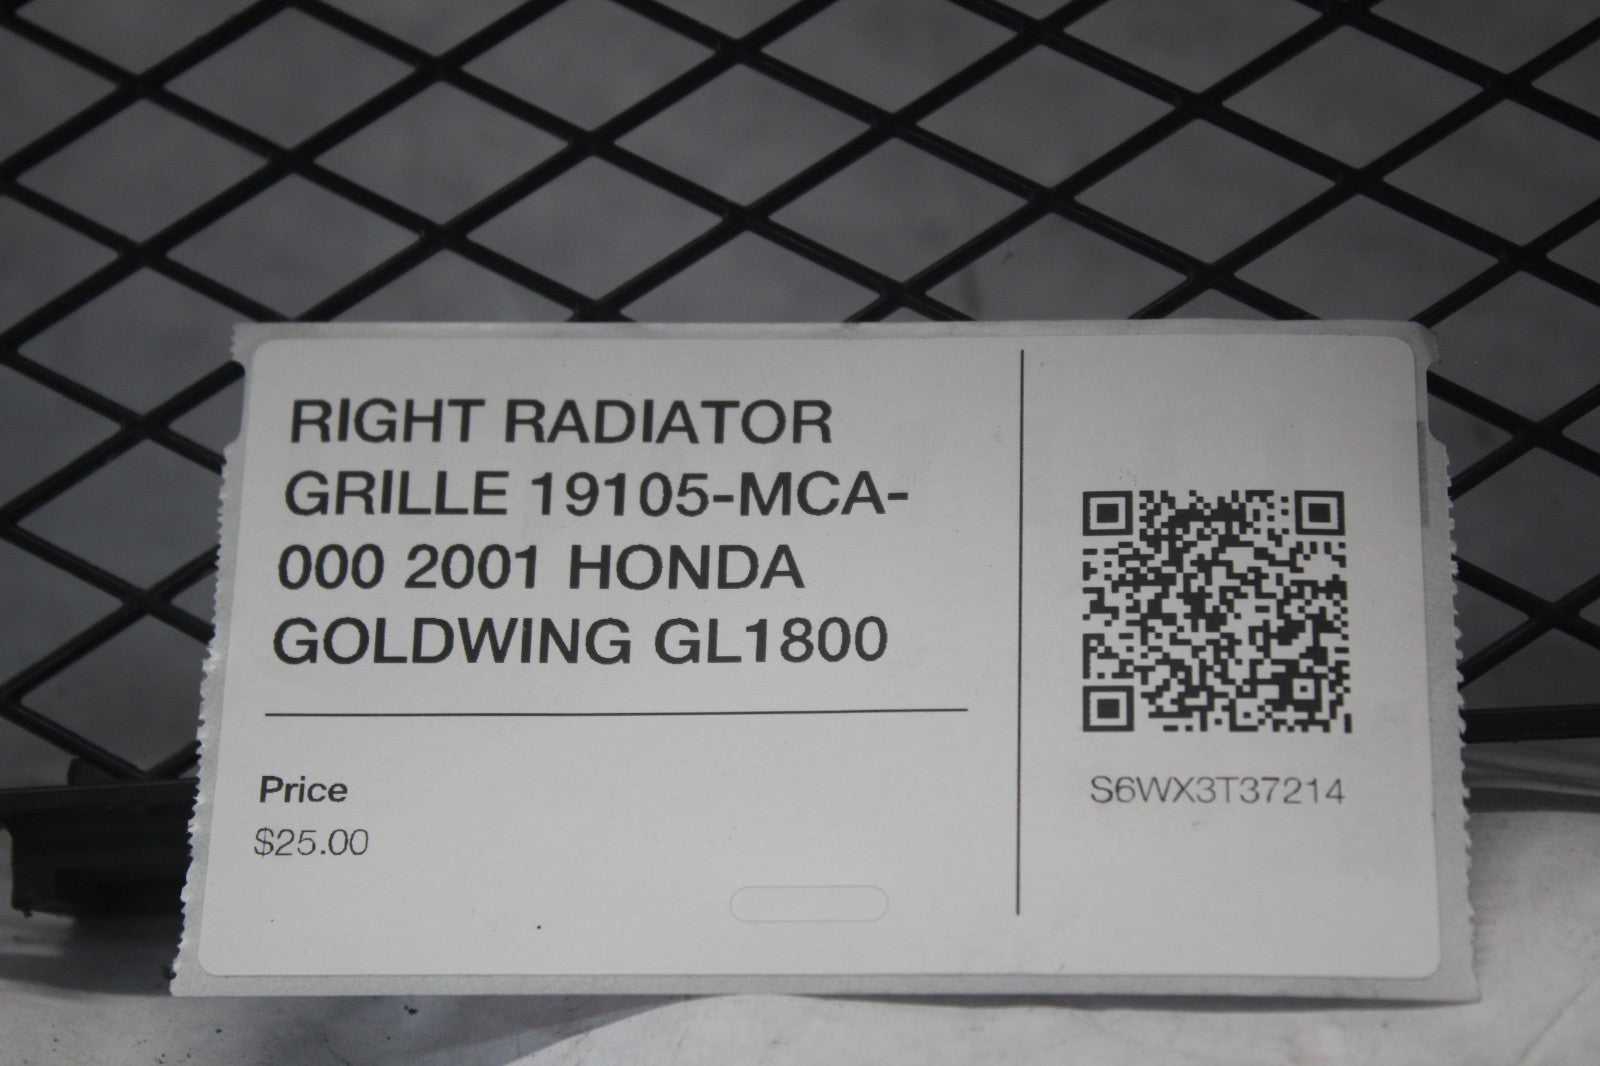 RIGHT RADIATOR
GRILLE 19105-MCA-
000 2001 HONDA
GOLDWING GL1800
Price
$25.00
S6WX3T37214